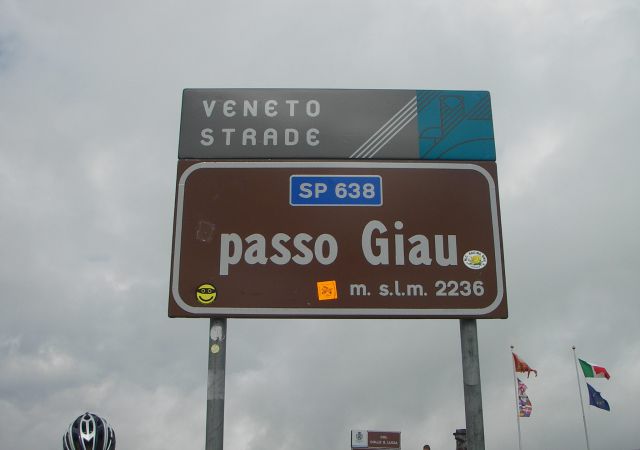 VENETO
STRADE
SP 638
passo Giau
m. s.l.m. 2236